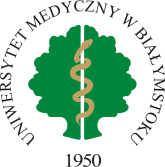 UNIWERSYTET MEDYCZNY W BIAŁYMSTOKU
1950